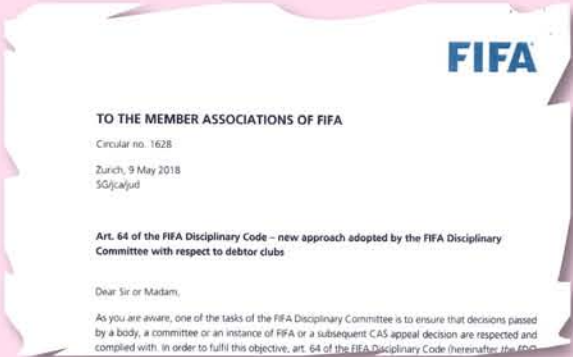 FIFA
TO THE MEMBER ASSOCIATIONS OF FIFA
Circular no. 1628
Zurich, 9 May 2018
SG/jca/jud
Art. 64 of the FIFA Disciplinary Code – new approach adopted by the FIFA Disciplinary
Committee with respect to debtor clubs
Dear Sir or Madam,
As you are aware, one of the tasks of the FIFA Disciplinary Committee is to ensure that decisions passed
by a body, a committee or an instance of FIFA or a subsequent CAS appeal decision are respected and
complied with. In order to fulfil this objective, art. 64 of the FIFA Disciplinary Code (hereinafter the FDC